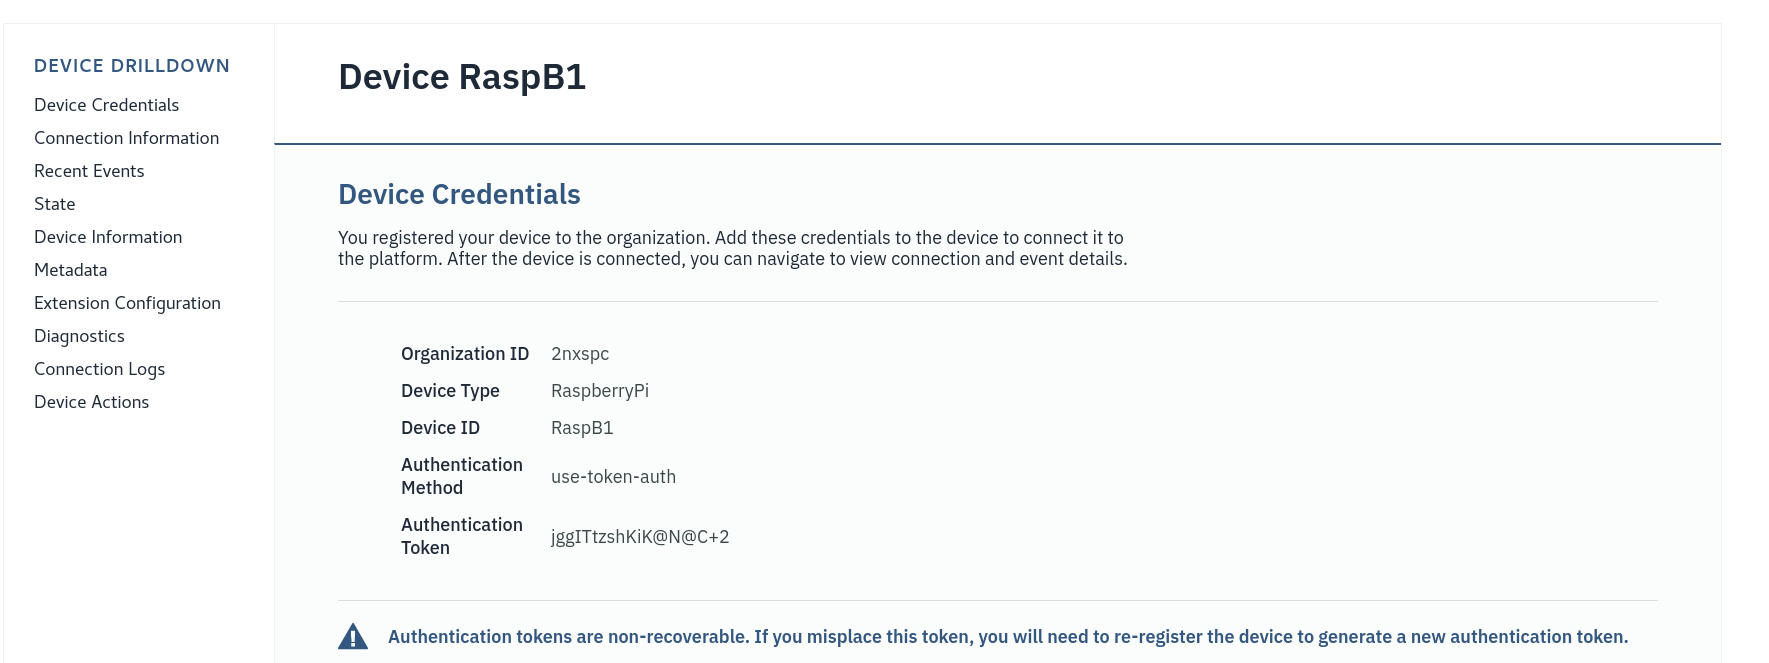 DEVICE DRILLDOWN
Device Credentials
Connection Information
Recent Events
State
Device Information
Metadata
Extension Configuration
Diagnostics
Connection Logs
Device Actions
Device RaspB1
Device Credentials
You registered your device to the organization. Add these credentials to the device to connect it to
the platform. After the device is connected, you can navigate to view connection and event details.
Organization ID 2nxspc
Device Type RaspberryPi
Device ID RaspB1
Authentication
Method use-token-auth
Authentication
Token jggITtzshKiK@N@C+2
Authentication tokens are non-recoverable. If you misplace this token, you will need to re-register the device to generate a new authentication token.